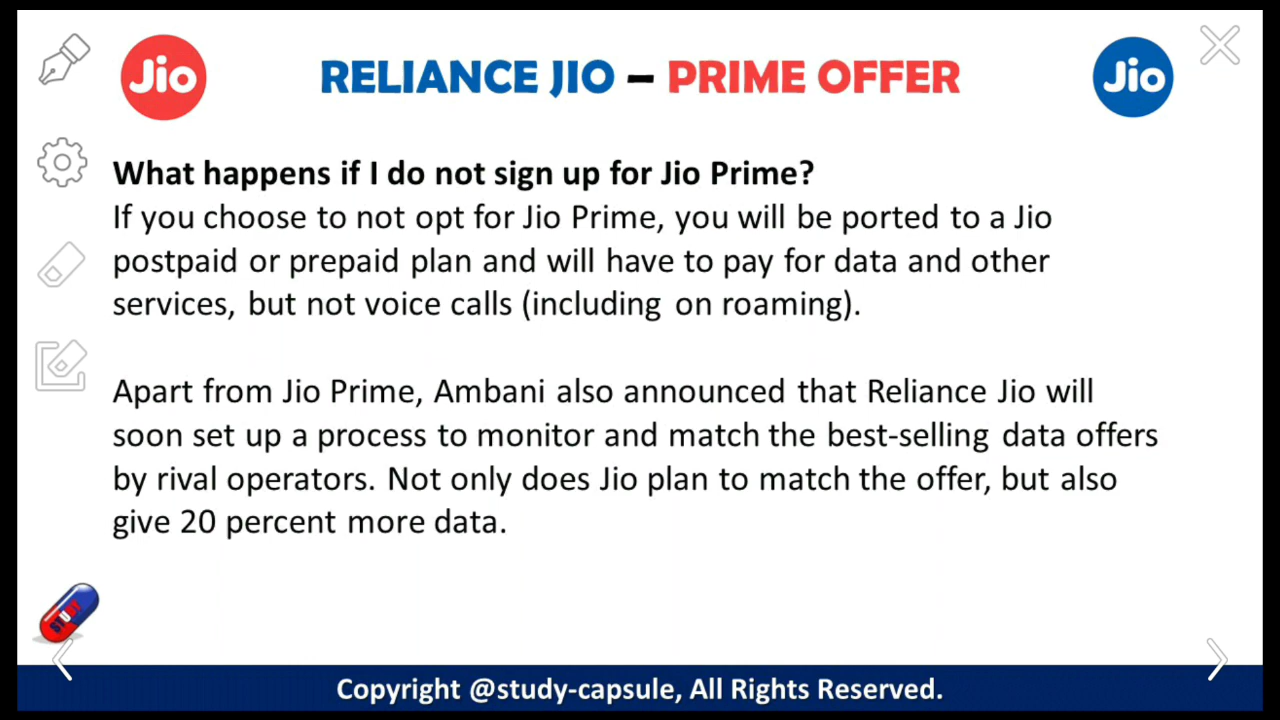 Jio
RELIANCE JIO – PRIME OFFER
Jio
What happens if I do not sign up for Jio Prime?
If you choose to not opt for Jio Prime, you will be ported to a Jio
postpaid or prepaid plan and will have to pay for data and other
services, but not voice calls (including on roaming).
Apart from Jio Prime, Ambani also announced that Reliance Jio will
soon set up a process to monitor and match the best-selling data offers
by rival operators. Not only does Jio plan to match the offer, but also
give 20 percent more data.
STUDY
Copyright @study-capsule, All Rights Reserved.